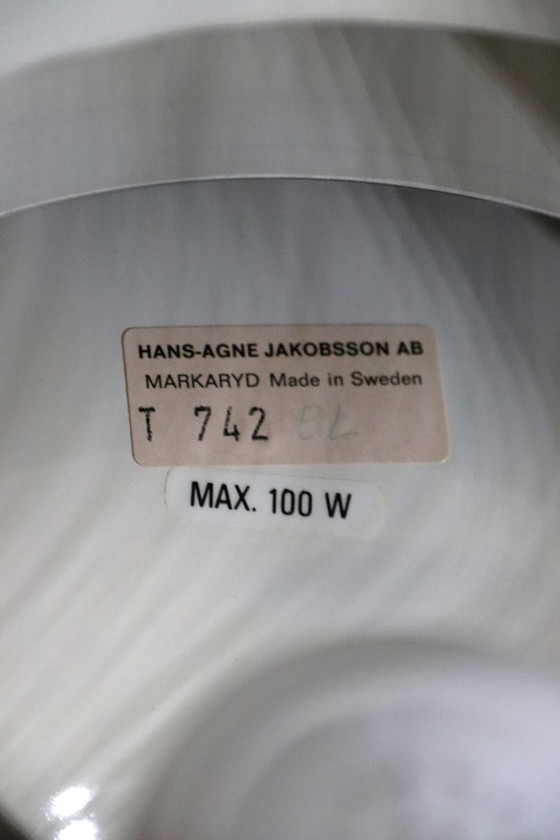 HANS-AGNE JAKOBSSON AB
MARKARYD Made in Sweden
T 742
MAX. 100 W